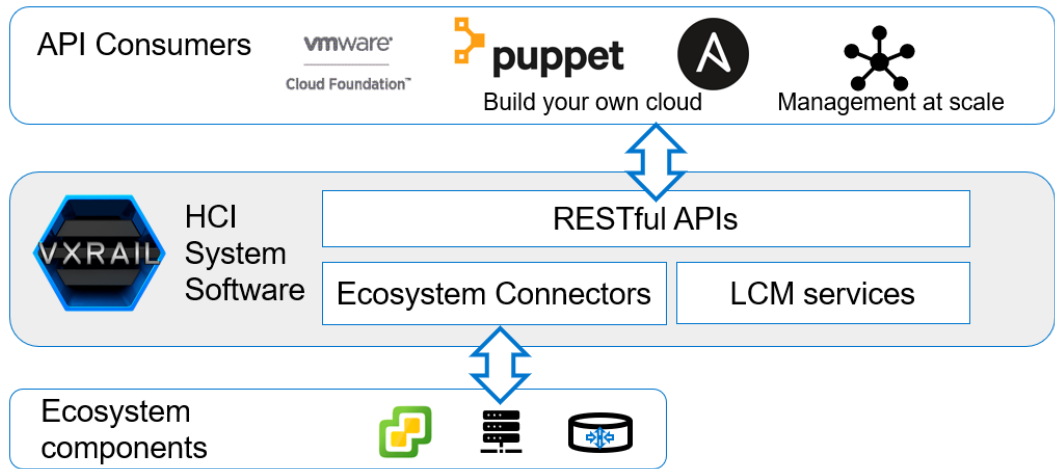 API Consumers
vmware®
Cloud Foundation™
puppet
A
Build your own cloud
Management at scale
VXRAIL
HCI
System
Software
RESTful APIs
Ecosystem Connectors
LCM services
Ecosystem
components